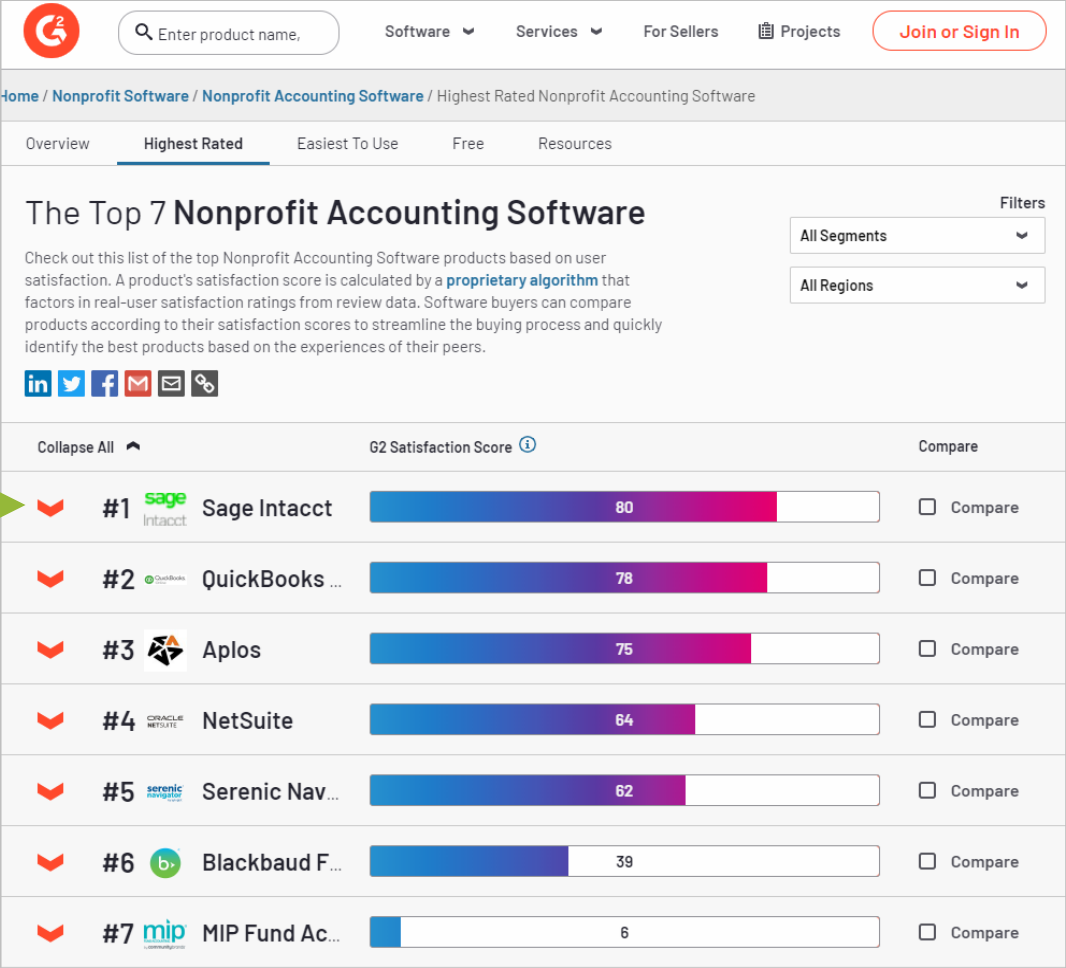 G2
Enter product name,
Software
Services
For Sellers
Projects
Join or Sign In
Home / Nonprofit Software / Nonprofit Accounting Software / Highest Rated Nonprofit Accounting Software
Overview
Highest Rated
Easiest To Use
Free
Resources
The Top 7 Nonprofit Accounting Software
Filters
All Segments
All Regions
Check out this list of the top Nonprofit Accounting Software products based on user
satisfaction. A product's satisfaction score is calculated by a proprietary algorithm that
factors in real-user satisfaction ratings from review data. Software buyers can compare
products according to their satisfaction scores to streamline the buying process and quickly
identify the best products based on the experiences of their peers.
in
Collapse All
G2 Satisfaction Score
Compare
#1 sage Intacct Sage Intacct 80 Compare
#2 QuickBooks QuickBooks ... 78 Compare
#3 Aplos 75 Compare
#4 ORACLE NETSUITE NetSuite 64 Compare
#5 serenic navigator Serenic Nav... 62 Compare
#6 b Blackbaud F... 39 Compare
#7 mip MIP Fund Ac... 6 Compare